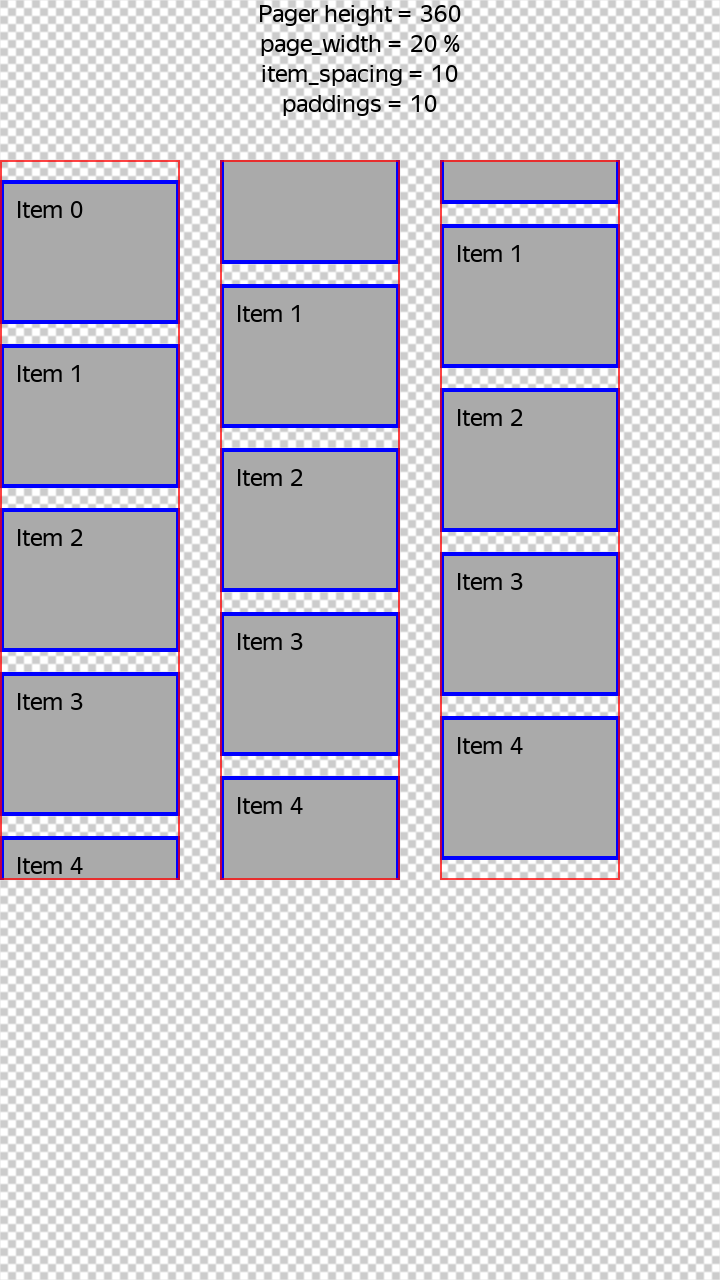 Pager height = 360
page_width = 20 %
item_spacing = 10
paddings = 10
Item 0
Item 1
Item 2
Item 3
Item 4
Item 1
Item 2
Item 3
Item 4
Item 1
Item 2
Item 3
Item 4